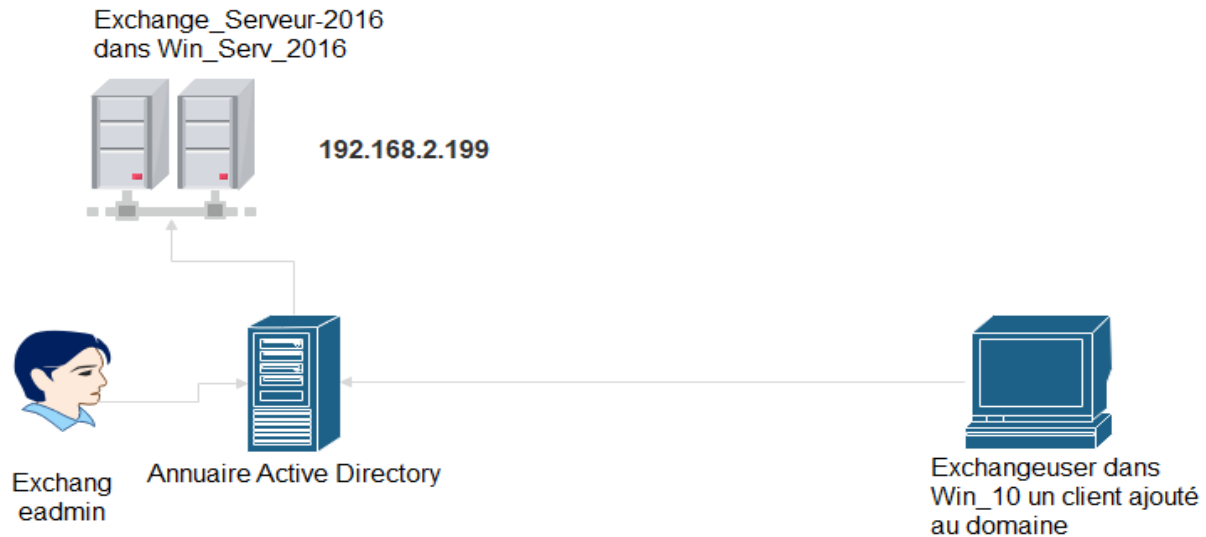 Exchange_Serveur-2016
dans Win_Serv_2016
192.168.2.199
Exchang
eadmin
Annuaire Active Directory
Exchangeuser dans
Win_10 un client ajouté
au domaine